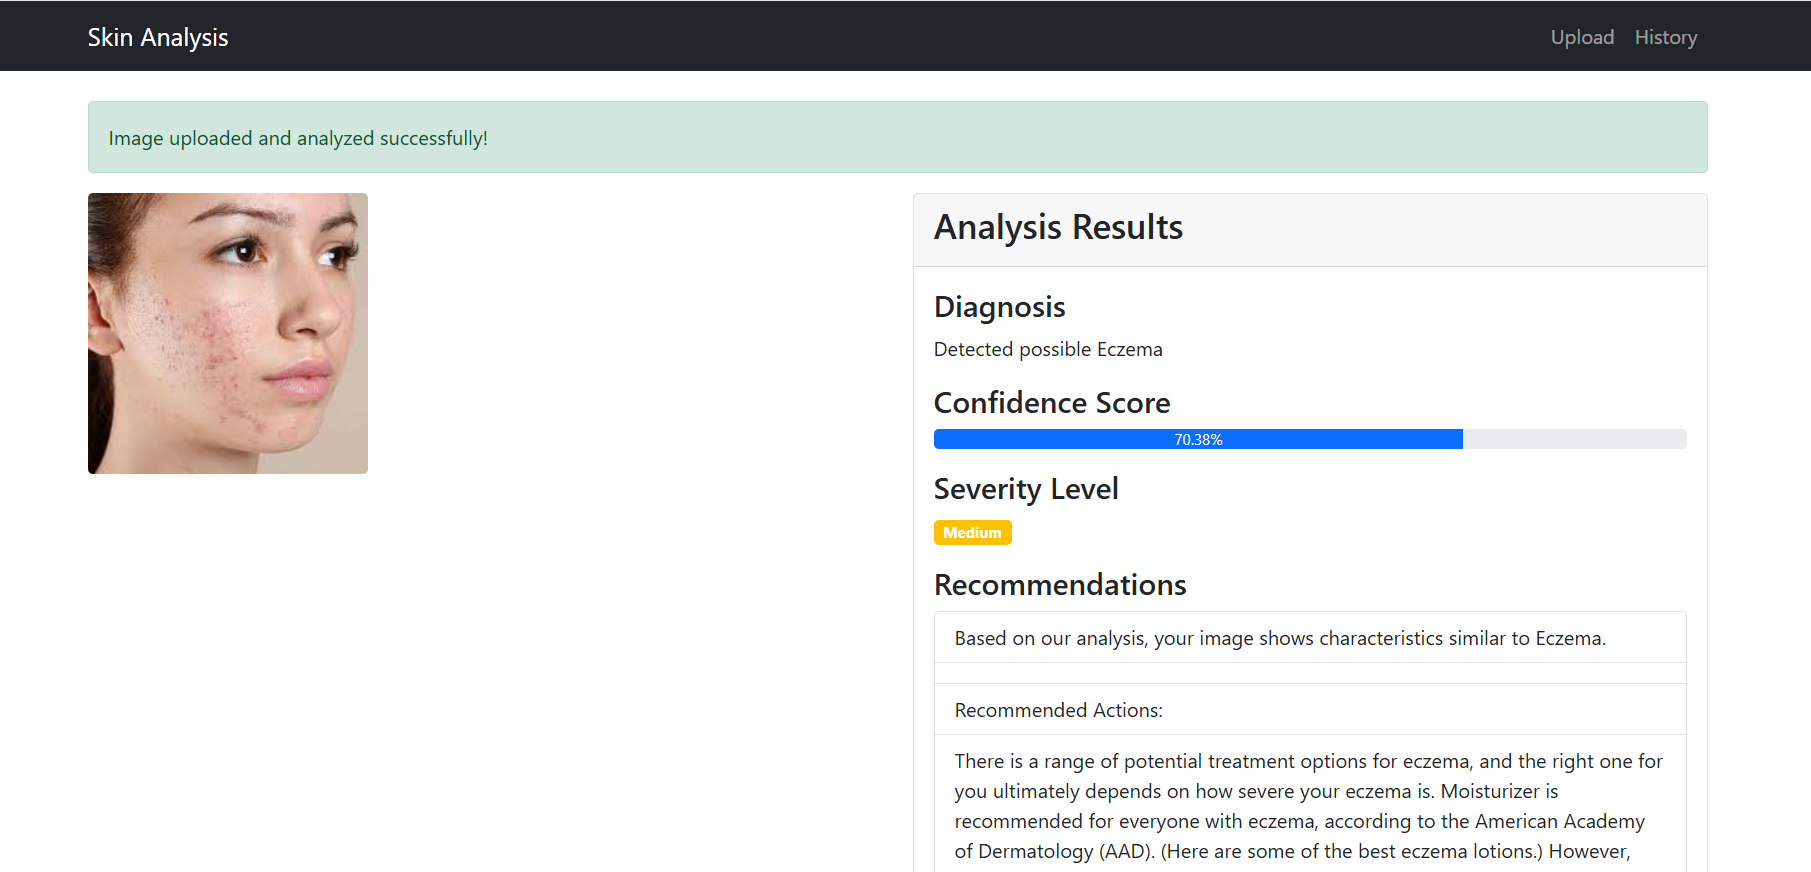 Skin Analysis
Upload History
Image uploaded and analyzed successfully!
Analysis Results
Diagnosis
Detected possible Eczema
Confidence Score
70.38%
Severity Level
Medium
Recommendations
Based on our analysis, your image shows characteristics similar to Eczema.
Recommended Actions:
There is a range of potential treatment options for eczema, and the right one for
you ultimately depends on how severe your eczema is. Moisturizer is
recommended for everyone with eczema, according to the American Academy
of Dermatology (AAD). (Here are some of the best eczema lotions.) However,